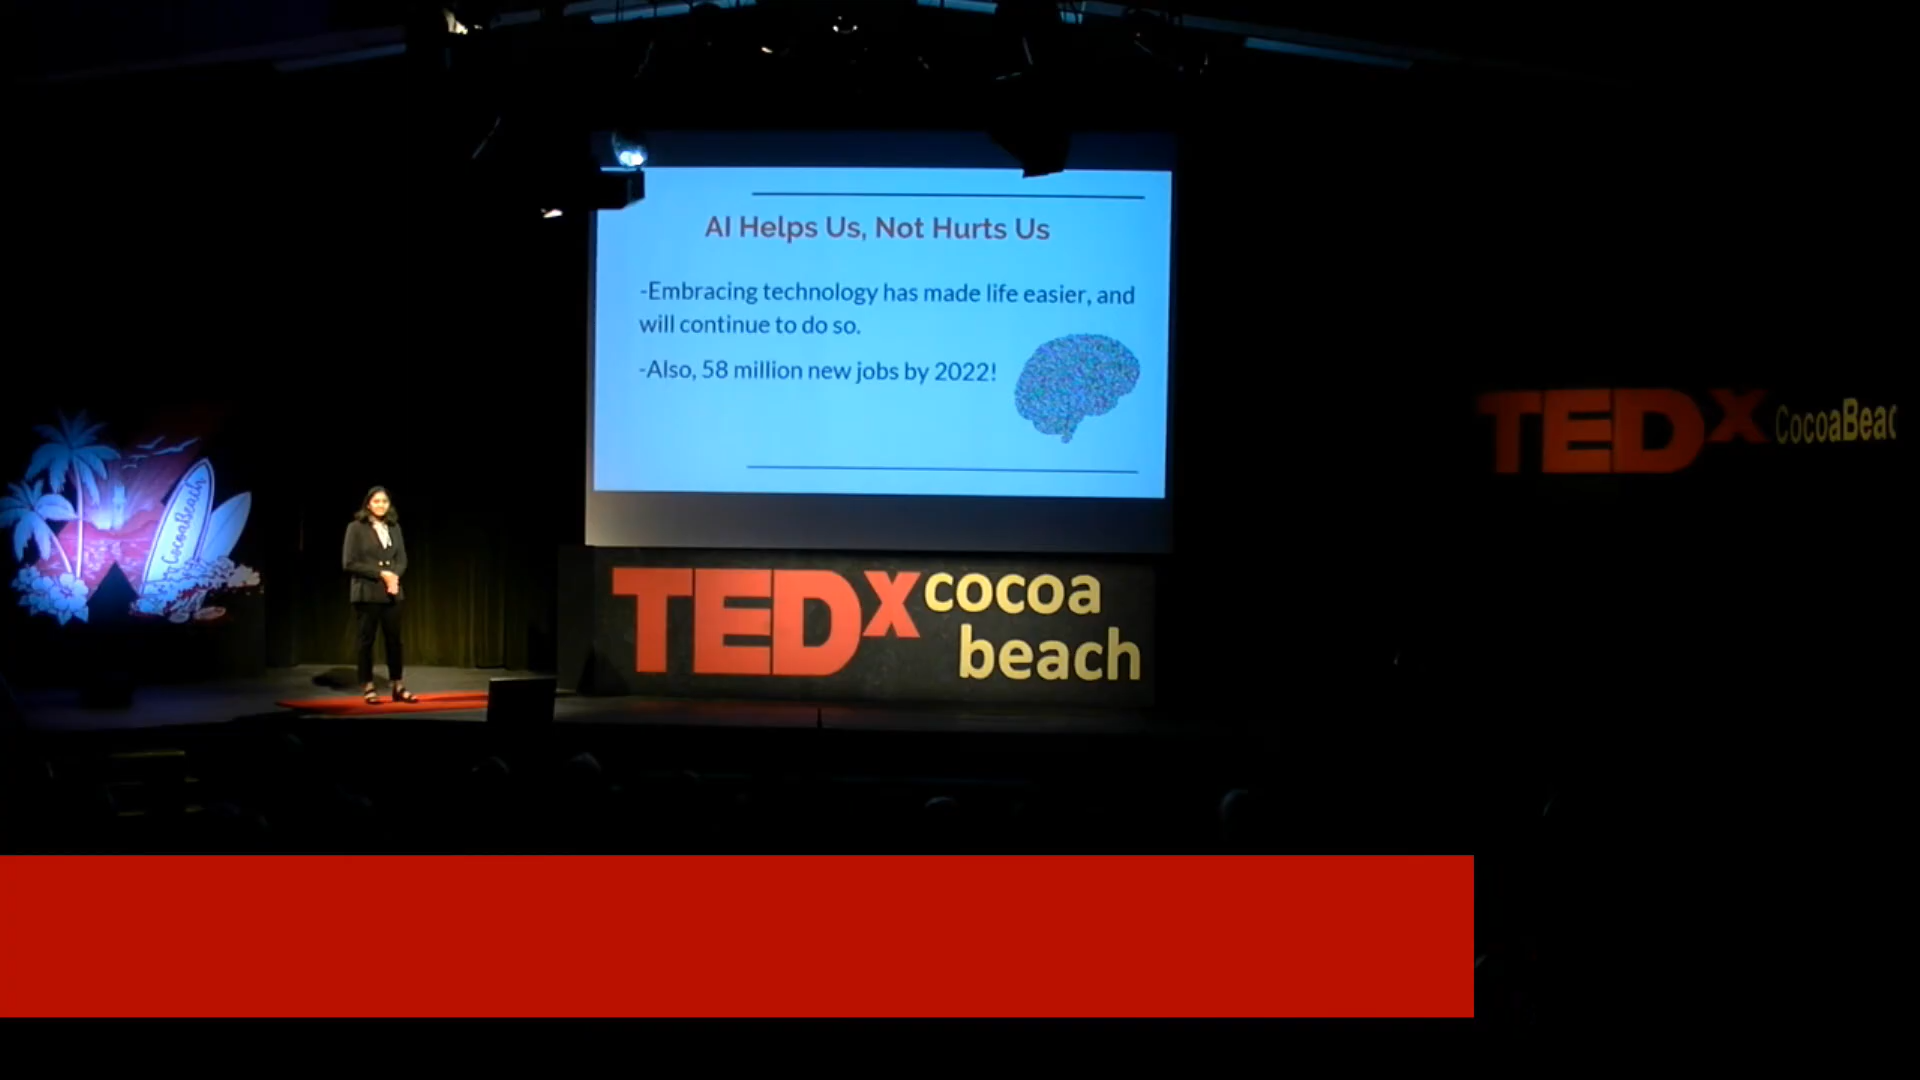 AI Helps Us, Not Hurts Us
-Embracing technology has made life easier, and
will continue to do so.
-Also, 58 million new jobs by 2022!
TEDx cocoa
beach
CocoaBeach
TEDx CocoaBeac